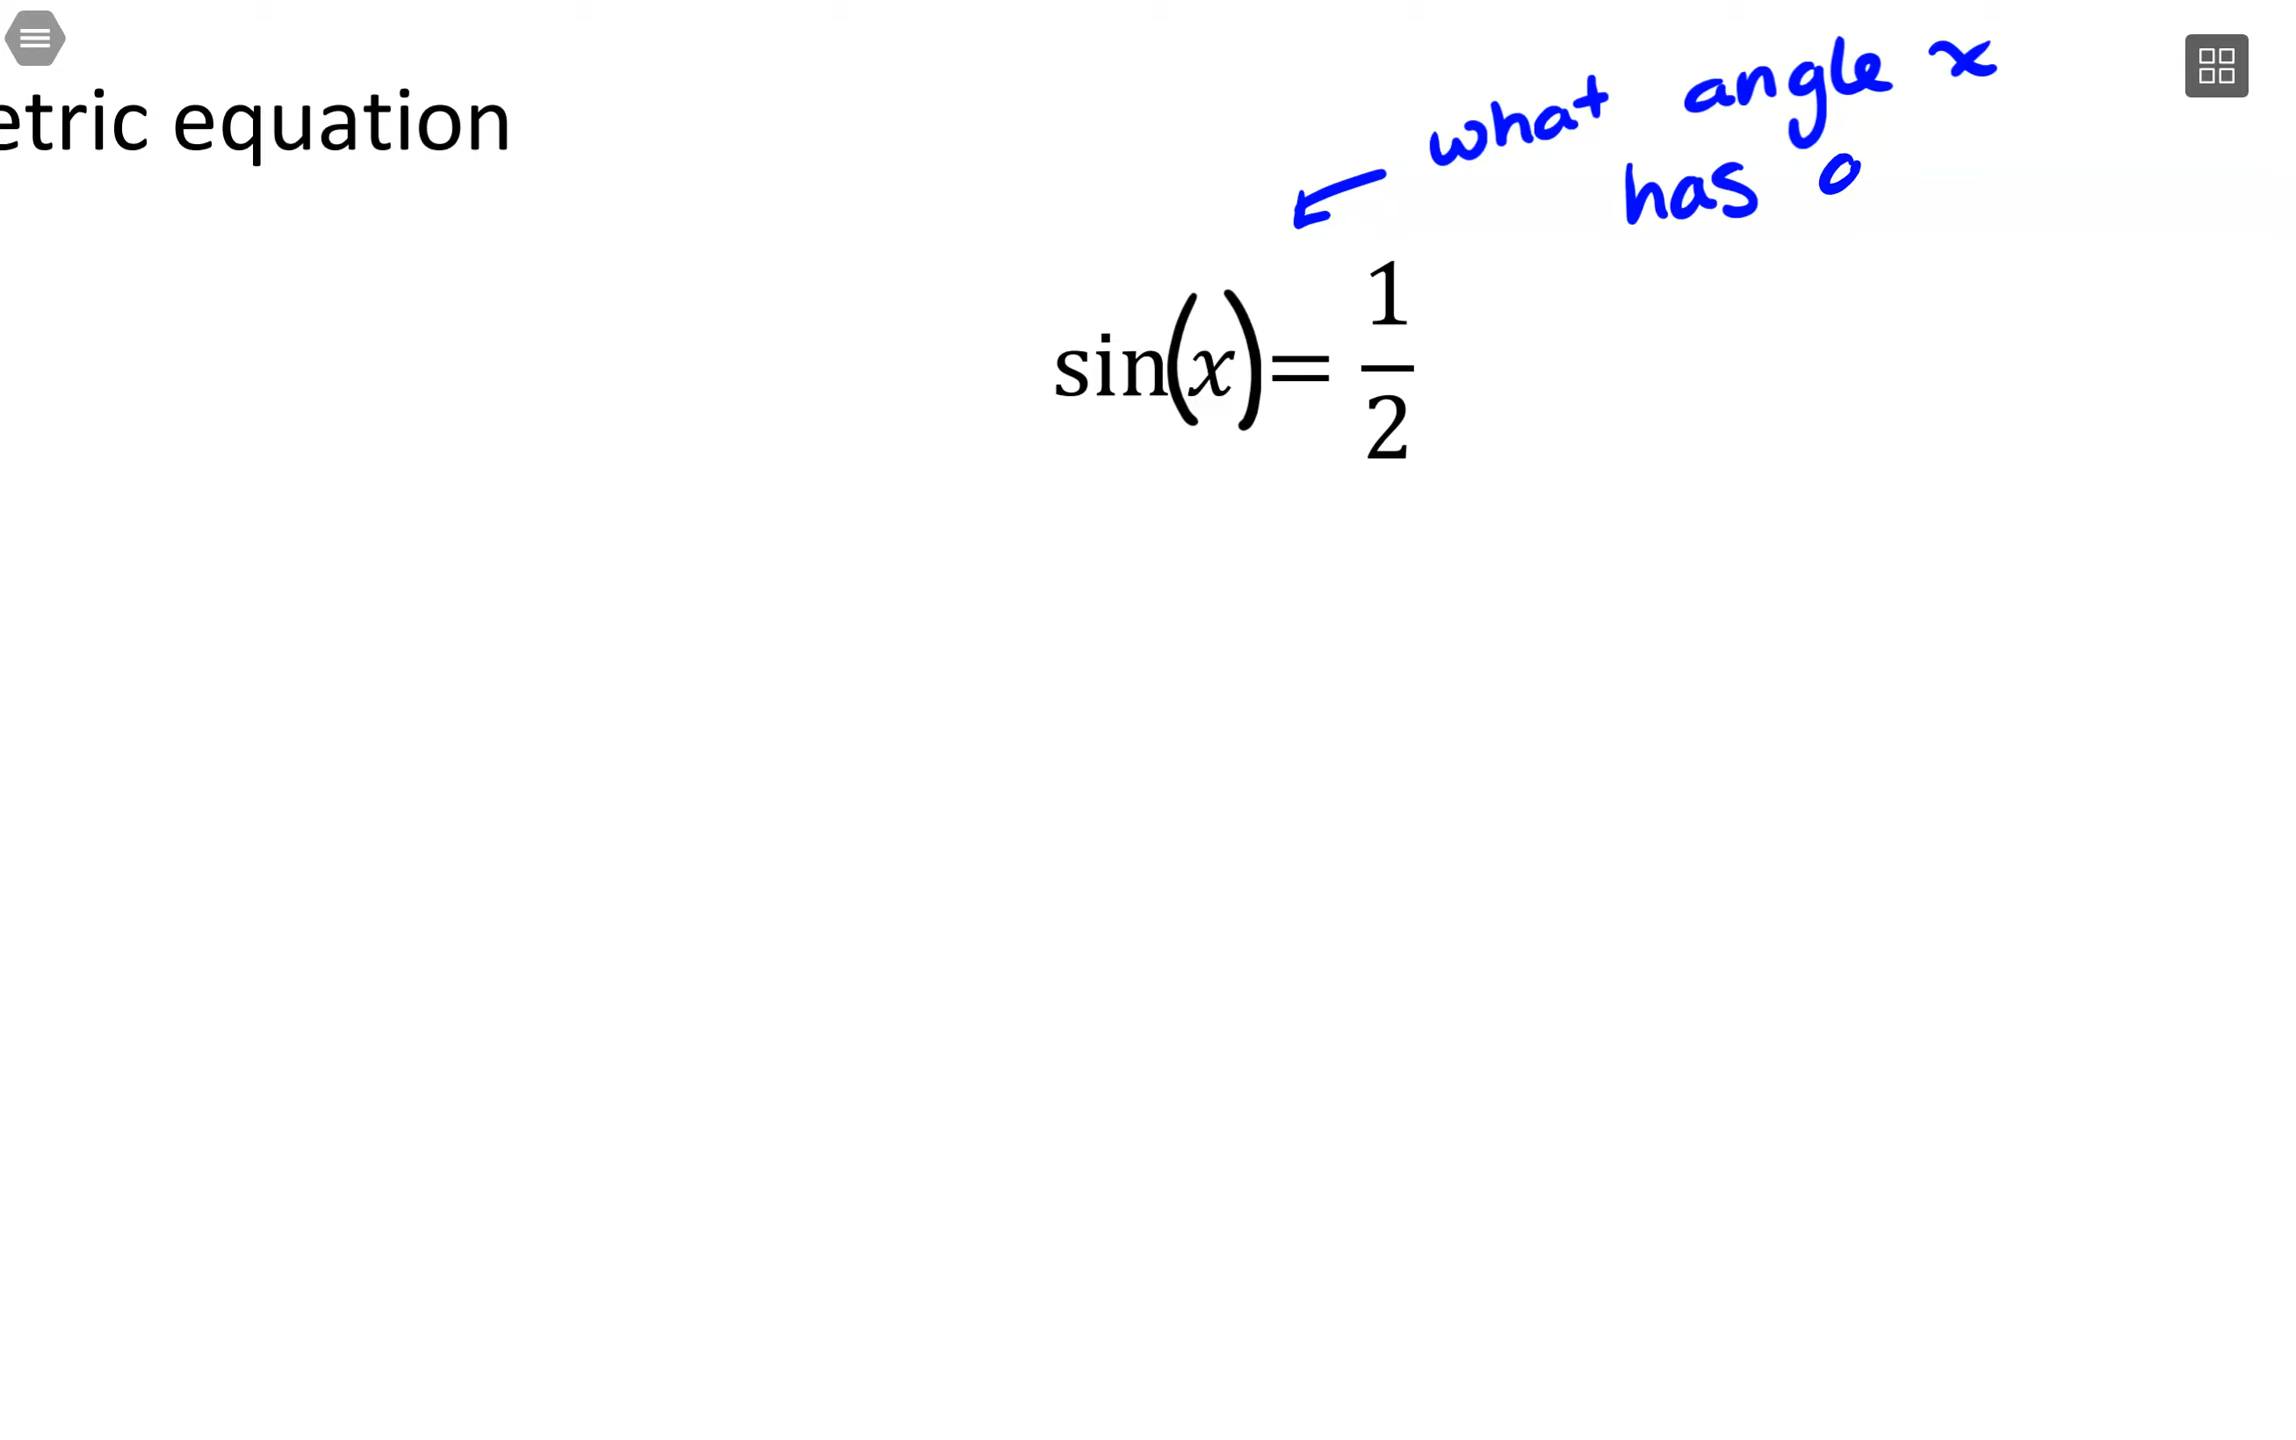 etric equation
what angle x
has a
sin(x) = 1/2